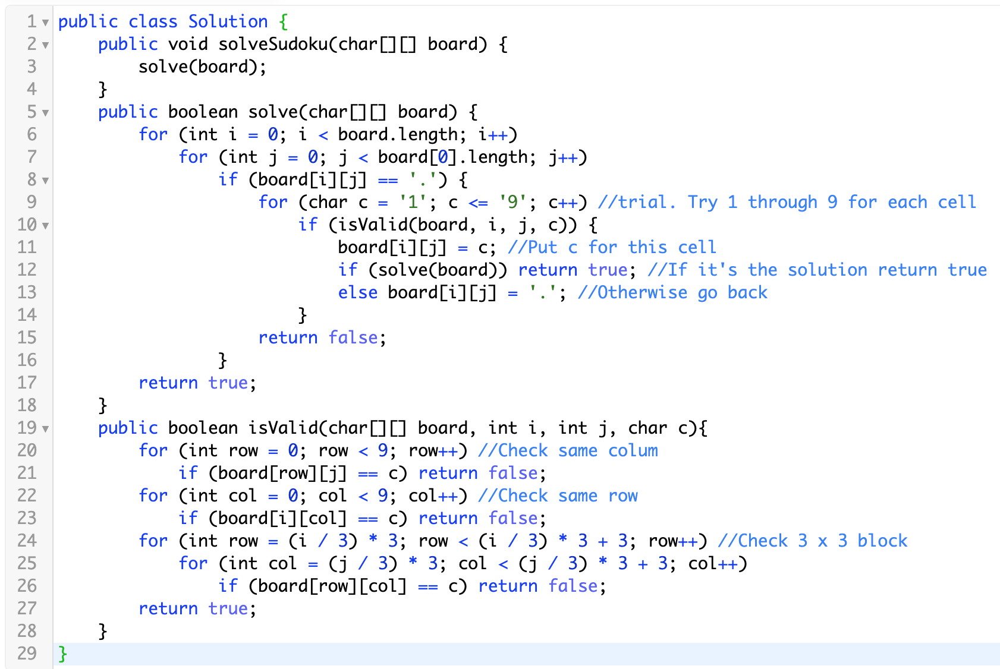 1 public class Solution {
2     public void solveSudoku(char[][] board) {
3         solve(board);
4     }
5     public boolean solve(char[][] board) {
6         for (int i = 0; i < board.length; i++)
7             for (int j = 0; j < board[0].length; j++)
8                 if (board[i][j] == '.') {
9                     for (char c = '1'; c <= '9'; c++) //trial. Try 1 through 9 for each cell
10                         if (isValid(board, i, j, c)) {
11                             board[i][j] = c; //Put c for this cell
12                             if (solve(board)) return true; //If it's the solution return true
13                             else board[i][j] = '.'; //Otherwise go back
14                         }
15                     return false;
16                 }
17         return true;
18     }
19     public boolean isValid(char[][] board, int i, int j, char c){
20         for (int row = 0; row < 9; row++) //Check same colum
21             if (board[row][j] == c) return false;
22         for (int col = 0; col < 9; col++) //Check same row
23             if (board[i][col] == c) return false;
24         for (int row = (i / 3) * 3; row < (i / 3) * 3 + 3; row++) //Check 3 x 3 block
25             for (int col = (j / 3) * 3; col < (j / 3) * 3 + 3; col++)
26                 if (board[row][col] == c) return false;
27         return true;
28     }
29 }